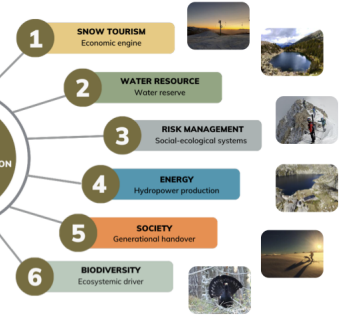 1
SNOW TOURISM
Economic engine
2
WATER RESOURCE
Water reserve
3
RISK MANAGEMENT
Social-ecological systems
ON
4
ENERGY
Hydropower production
5
SOCIETY
Generational handover
6
BIODIVERSITY
Ecosystemic driver